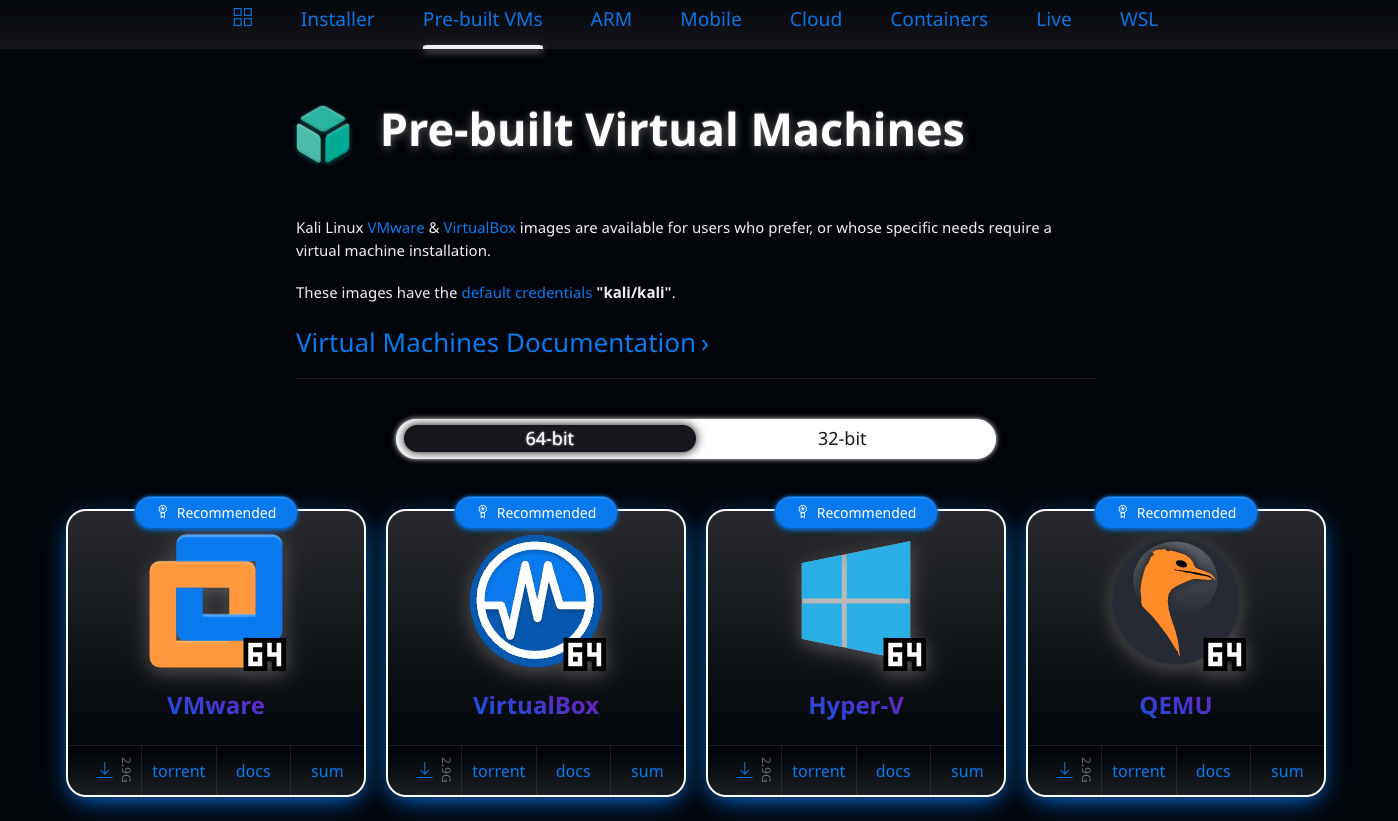 Installer Pre-built VMs ARM Mobile Cloud Containers Live WSL
Pre-built Virtual Machines
Kali Linux VMware & VirtualBox images are available for users who prefer, or whose specific needs require a
virtual machine installation.
These images have the default credentials "kali/kali".
Virtual Machines Documentation ›
64-bit 32-bit
Recommended Recommended Recommended Recommended
64 64 64 64
VMware VirtualBox Hyper-V QEMU
2.9G torrent docs sum 2.9G torrent docs sum 2.9G torrent docs sum 2.9G torrent docs sum